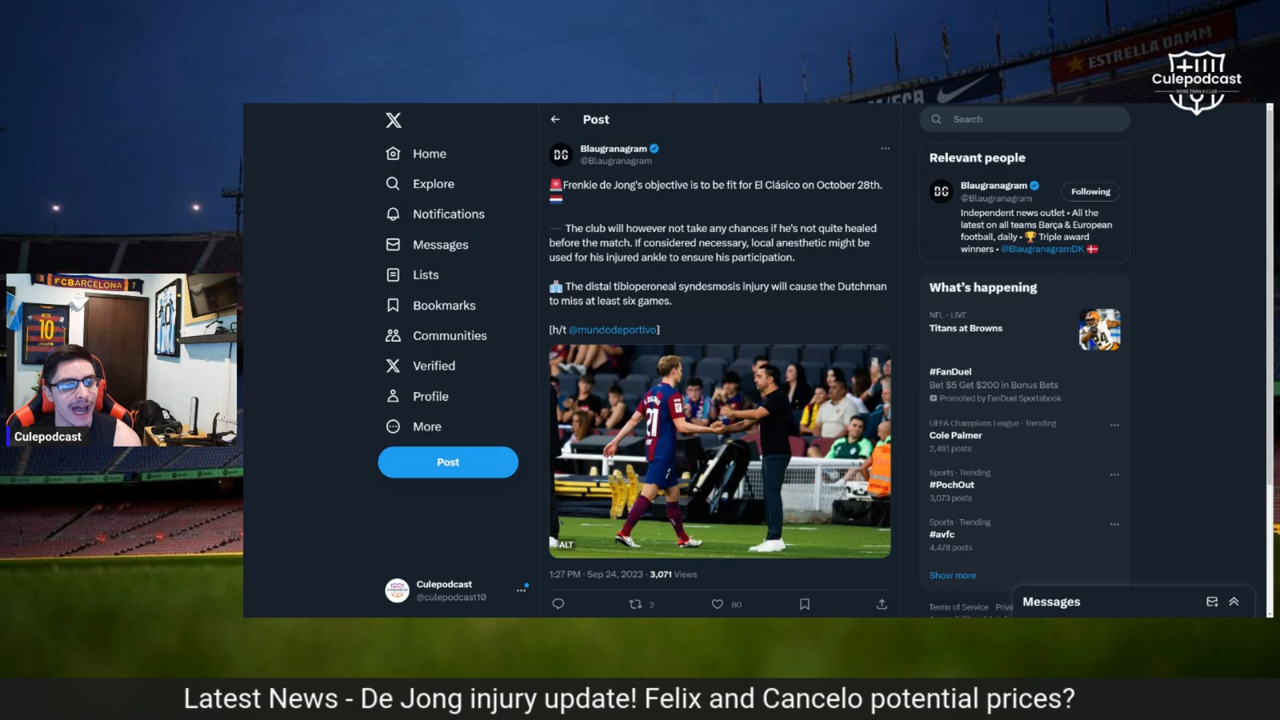 ESTRELLA DAMM
Culepodcast
MORE THAN A CLUB
FCBARCELONA
10
Culepodcast
Home
Explore
Notifications
Messages
Lists
Bookmarks
Communities
Verified
Profile
More
Post
Culepodcast
@culepodcast10
Post
Blaugranagram
@Blaugranagram
Frenkie de Jong's objective is to be fit for El Clásico on October 28th.
— The club will however not take any chances if he's not quite healed
before the match. If considered necessary, local anesthetic might be
used for his injured ankle to ensure his participation.
The distal tibioperoneal syndesmosis injury will cause the Dutchman
to miss at least six games.
[h/t @mundodeportivo]
21
ALT
1:27 PM · Sep 24, 2023 · 3,071 Views
2
80
Search
Relevant people
Blaugranagram
@Blaugranagram
Following
Independent news outlet • All the
latest on all teams Barça & European
football, daily • Triple award
winners • @BlaugranagramDK
What's happening
NFL · LIVE
Titans at Browns
#FanDuel
Bet $5 Get $200 in Bonus Bets
Promoted by FanDuel Sportsbook
UEFA Champions League · Trending
Cole Palmer
2,481 posts
Sports · Trending
#PochOut
3,073 posts
Sports · Trending
#avfc
4,478 posts
Show more
Terms of Service
Messages
Latest News - De Jong injury update! Felix and Cancelo potential prices?